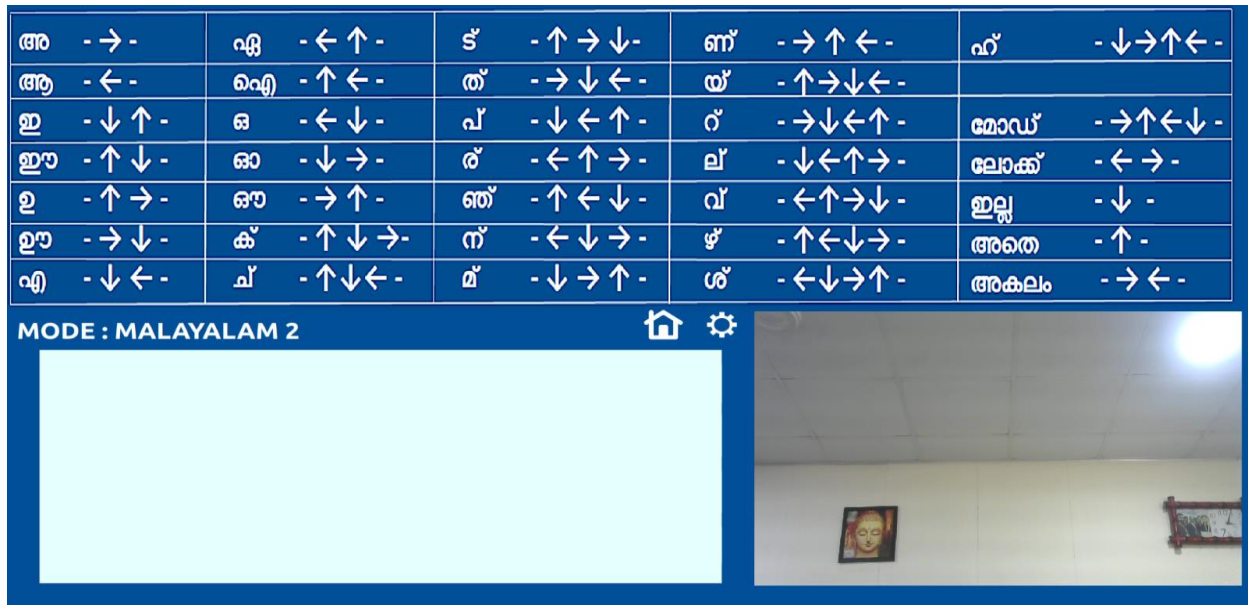 അ - → - ഏ - ← ↑ - ട് - ↑ → ↓ - ണ് - → ↑ ← - ഹ് - ↓ → ↑ ← -
ആ - ← - ഐ - ↑ ← - ത് - → ↓ ← - യ് - ↑ → ↓ ← -
ഇ - ↓ ↑ - ഒ - ← ↓ - പ് - ↓ ← ↑ - റ് - → ↓ ← ↑ - മോഡ് - → ↑ ← ↓ -
ഈ - ↑ ↓ - ഓ - ↓ → - ര് - ← ↑ → - ല് - ↓ ← ↑ → - ലോക്ക് - ← → -
ഉ - ↑ → - ഔ - → ↑ - ഞ് - ↑ ← ↓ - വ് - ← ↑ → ↓ - ഇല്ല - ↓ -
ഊ - → ↓ - ക് - ↑ ↓ → - ന് - ← ↓ → - ഴ് - ↑ ← ↓ → - അതെ - ↑ -
എ - ↓ ← - ച് - ↑ ↓ ← - മ് - ↓ → ↑ - ശ് - ← ↓ → ↑ - അകലം - → ← -
MODE : MALAYALAM 2